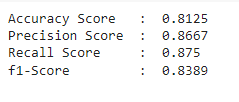 Accuracy Score   :  0.8125
Precision Score  :  0.8667
Recall Score     :  0.875
f1-Score         :  0.8389